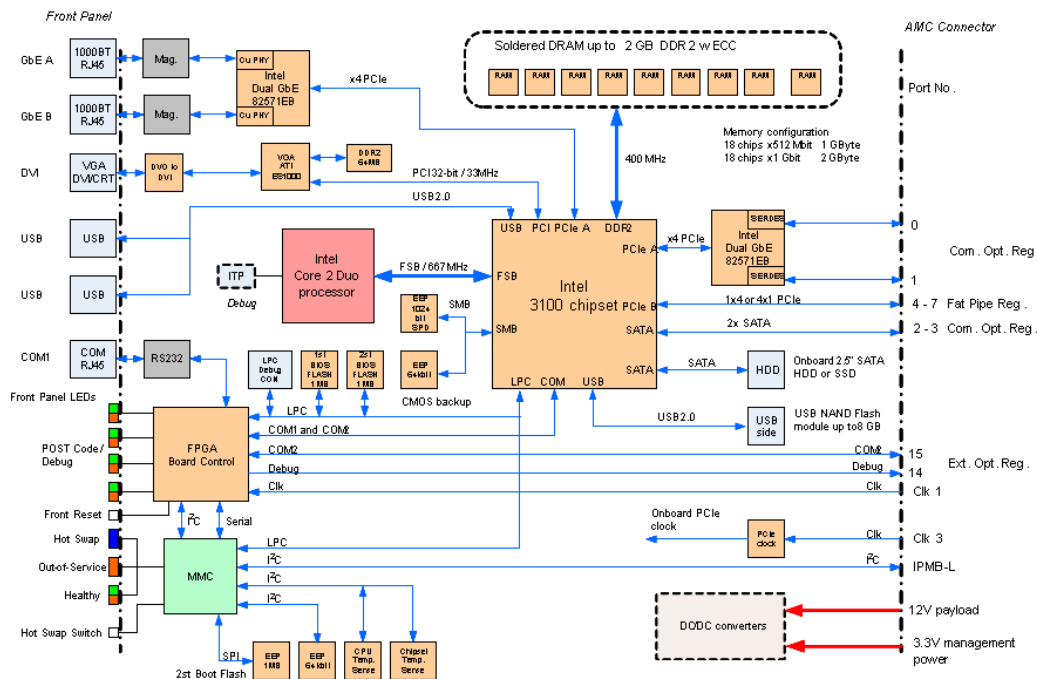 Front Panel
AMC Connector
Soldered DRAM up to 2 GB DDR2 w ECC
RAM RAM RAM RAM RAM RAM RAM RAM RAM
GbE A
1000BT
RJ45
Mag.
Cu PHY
Intel
Dual GbE
82571EB
Cu PHY
x4 PCIe
Port No.
GbE B
1000BT
RJ45
Mag.
Memory configuration
18 chips x512 Mbit 1 GByte
18 chips x1 Gbit 2 GByte
400 MHz
DVI
VGA
DVI/CRT
DVO to
DVI
VGA
ATI
ES1000
DDR2
64MB
PCI32-bit / 33MHz
USB2.0
USB
USB
USB
USB
ITP
Debug
Intel
Core 2 Duo
processor
FSB / 667MHz
USB PCI PCIe A DDR2
PCIe A
FSB
Intel
3100 chipset
PCIe B
SMB
SATA
SATA
LPC COM USB
x4 PCIe
SERDES
Intel
Dual GbE
82571EB
SERDES
0
Com. Opt. Reg
1
1x4 or 4x1 PCIe
4 - 7 Fat Pipe Reg.
2x SATA
2 - 3 Com. Opt. Reg.
EEP
1024
bit
SPD
SMB
EEP
64kbit
CMOS backup
COM1
COM
RJ45
RS232
LPC
Debug
CON
1st
BIOS
FLASH
1MB
2st
BIOS
FLASH
1MB
SATA
HDD
Onboard 2.5" SATA
HDD or SSD
USB2.0
USB
side
USB NAND Flash
module up to8 GB
Front Panel LEDs
POST Code /
Debug
FPGA
Board Control
LPC
COM1 and COM2
COM2
COM2
15
Debug
Debug
14
Ext. Opt. Reg.
Clk
Clk
Clk 1
Front Reset
I²C
Serial
Hot Swap
Out-of-Service
Healthy
Hot Swap Switch
MMC
LPC
I²C
I²C
I²C
I²C
Onboard PCIe
clock
PCIe
clock
Clk
Clk 3
IPMB-L
SPI
2st Boot Flash
EEP
1MB
EEP
64kbit
CPU
Temp.
Sense
Chipset
Temp.
Sense
DC/DC converters
12V payload
3.3V management
power